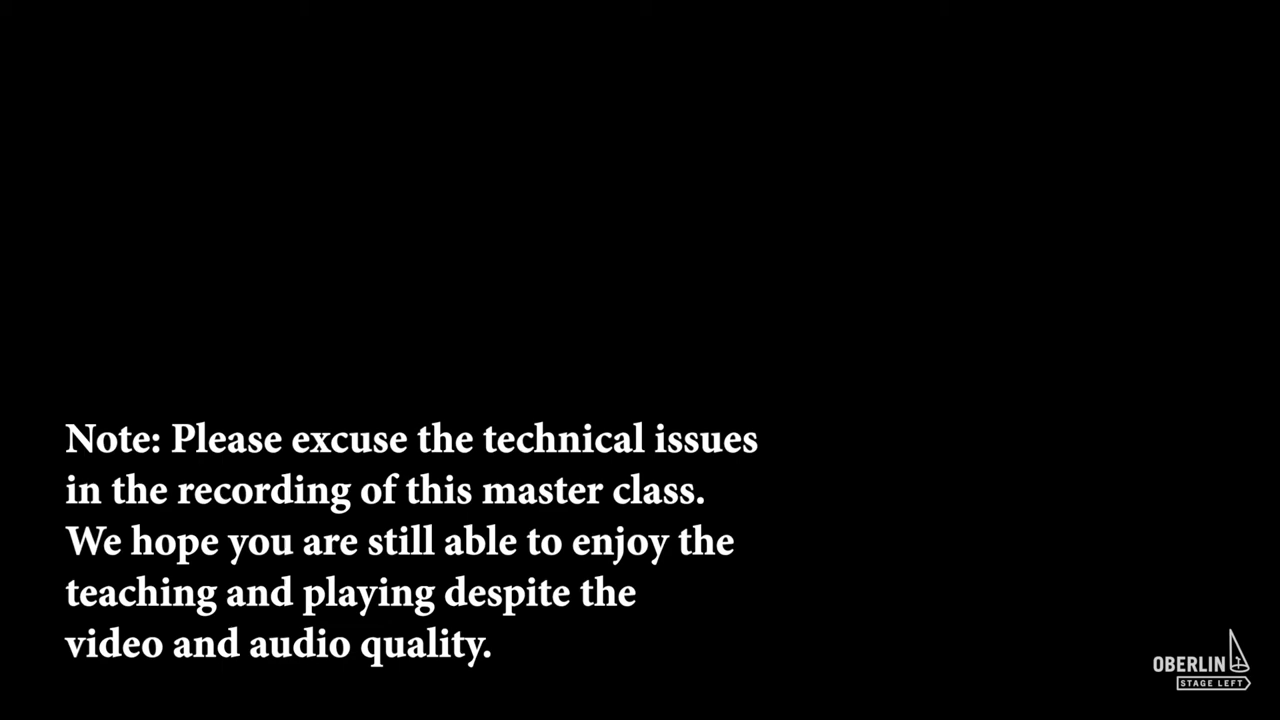 Note: Please excuse the technical issues
in the recording of this master class.
We hope you are still able to enjoy the
teaching and playing despite the
video and audio quality.
OBERLIN
STAGE LEFT